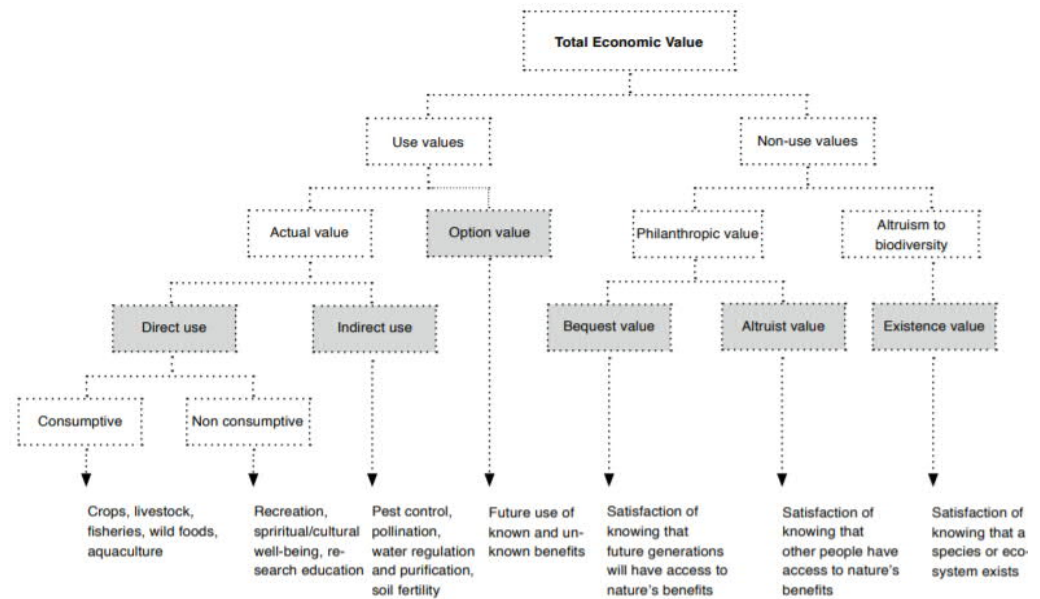 Total Economic Value
Use values
Non-use values
Actual value
Option value
Philanthropic value
Altruism to
biodiversity
Direct use
Indirect use
Bequest value
Altruist value
Existence value
Consumptive
Non consumptive
Crops, livestock,
fisheries, wild foods,
aquaculture
Recreation,
spriritual/cultural
well-being, re-
search education
Pest control,
pollination,
water regulation
and purification,
soil fertility
Future use of
known and un-
known benefits
Satisfaction of
knowing that
future generations
will have access to
nature's benefits
Satisfaction of
knowing that
other people have
access to nature's
benefits
Satisfaction of
knowing that a
species or eco-
system exists